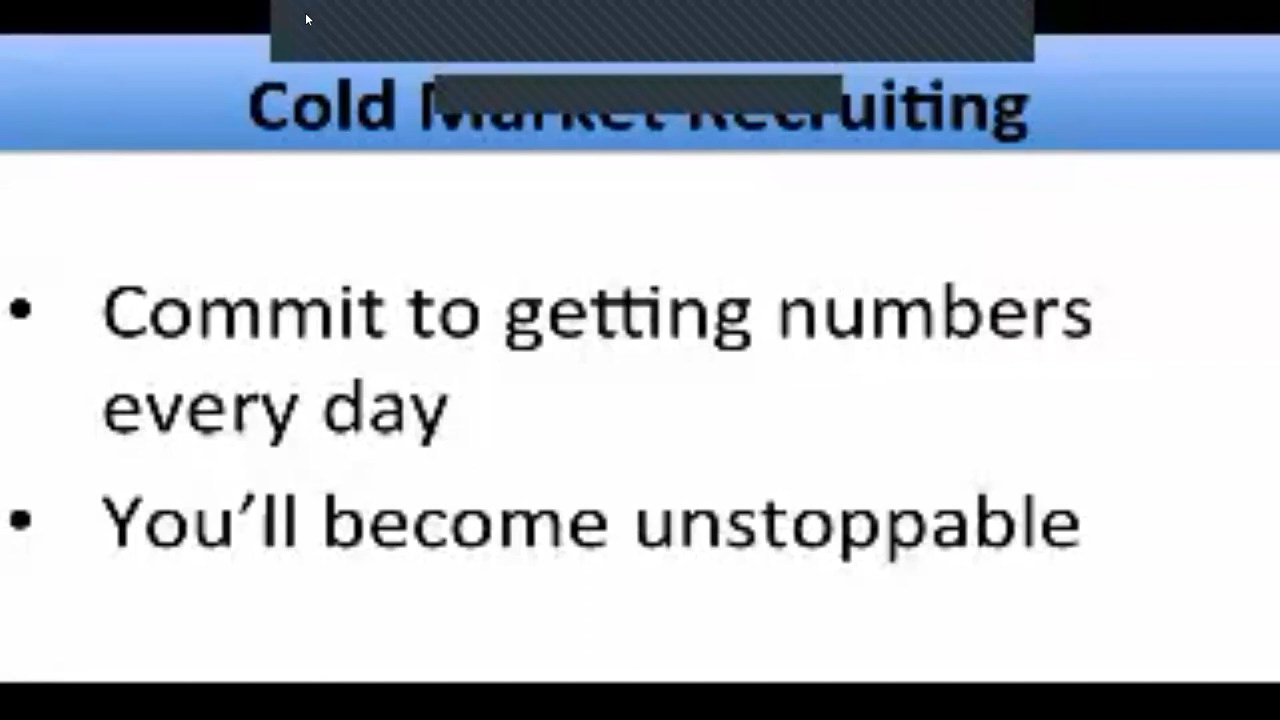 Cold Market Recruiting
• Commit to getting numbers
every day
• You’ll become unstoppable